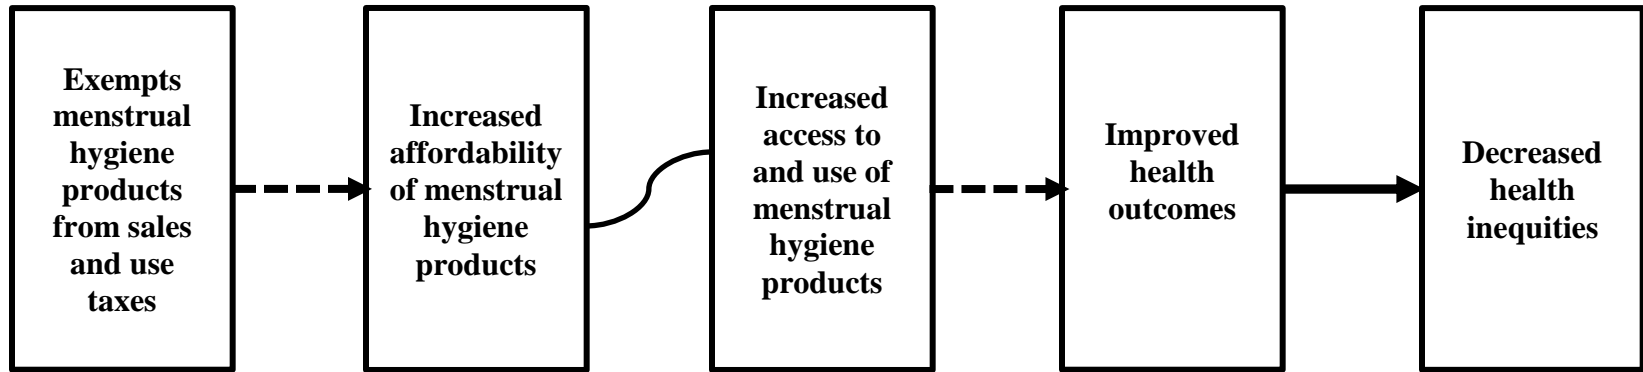 Exempts
menstrual
hygiene
products
from sales
and use
taxes
Increased
affordability
of menstrual
hygiene
products
Increased
access to
and use of
menstrual
hygiene
products
Improved
health
outcomes
Decreased
health
inequities